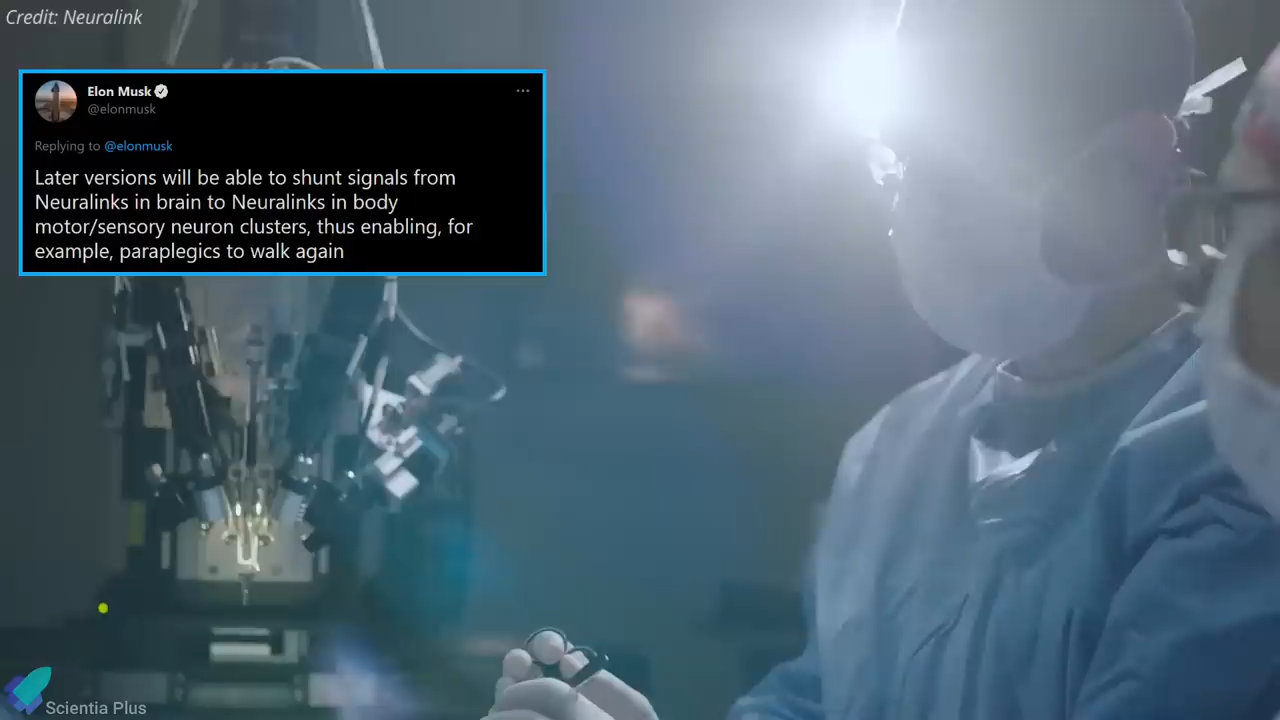 Credit: Neuralink
Elon Musk
@elonmusk
Replying to @elonmusk
Later versions will be able to shunt signals from
Neuralinks in brain to Neuralinks in body
motor/sensory neuron clusters, thus enabling, for
example, paraplegics to walk again
Scientia Plus